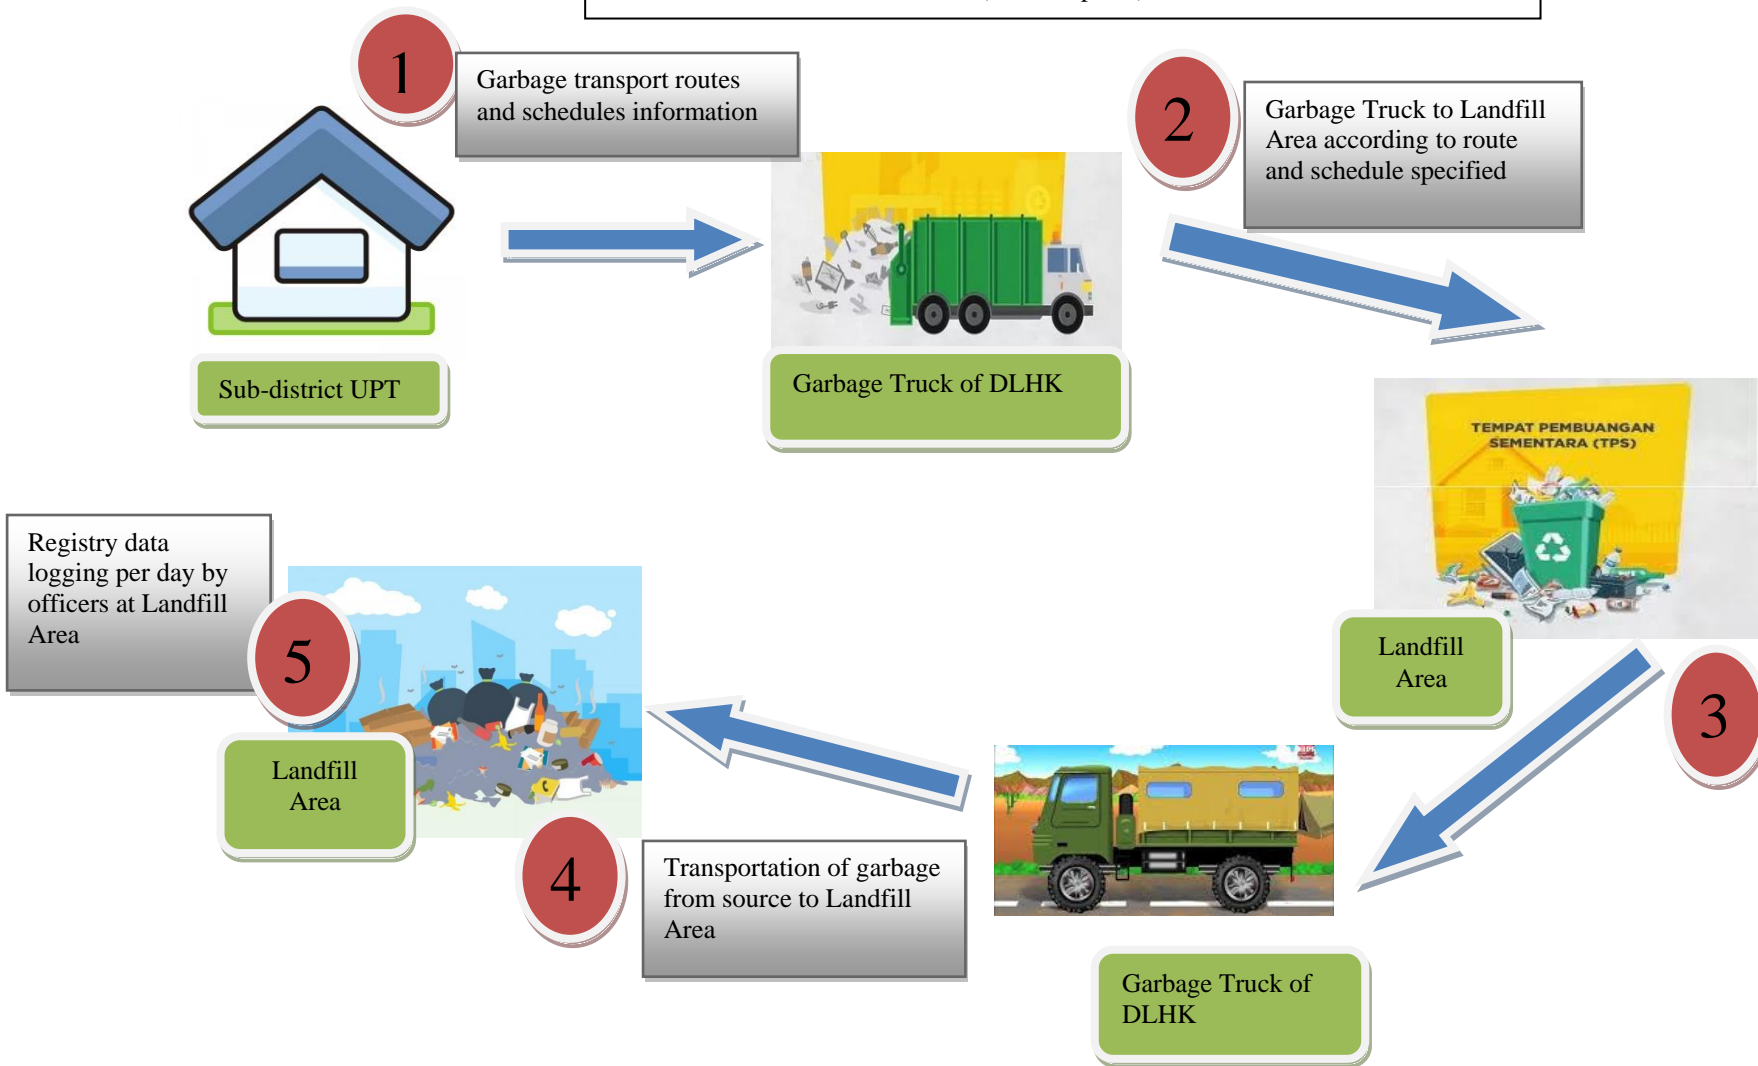 1
Garbage transport routes
and schedules information
2
Garbage Truck to Landfill
Area according to route
and schedule specified
Sub-district UPT
Garbage Truck of DLHK
TEMPAT PEMBUANGAN
SEMENTARA (TPS)
Landfill
Area
3
Registry data
logging per day by
officers at Landfill
Area
5
Landfill
Area
4
Transportation of garbage
from source to Landfill
Area
Garbage Truck of
DLHK